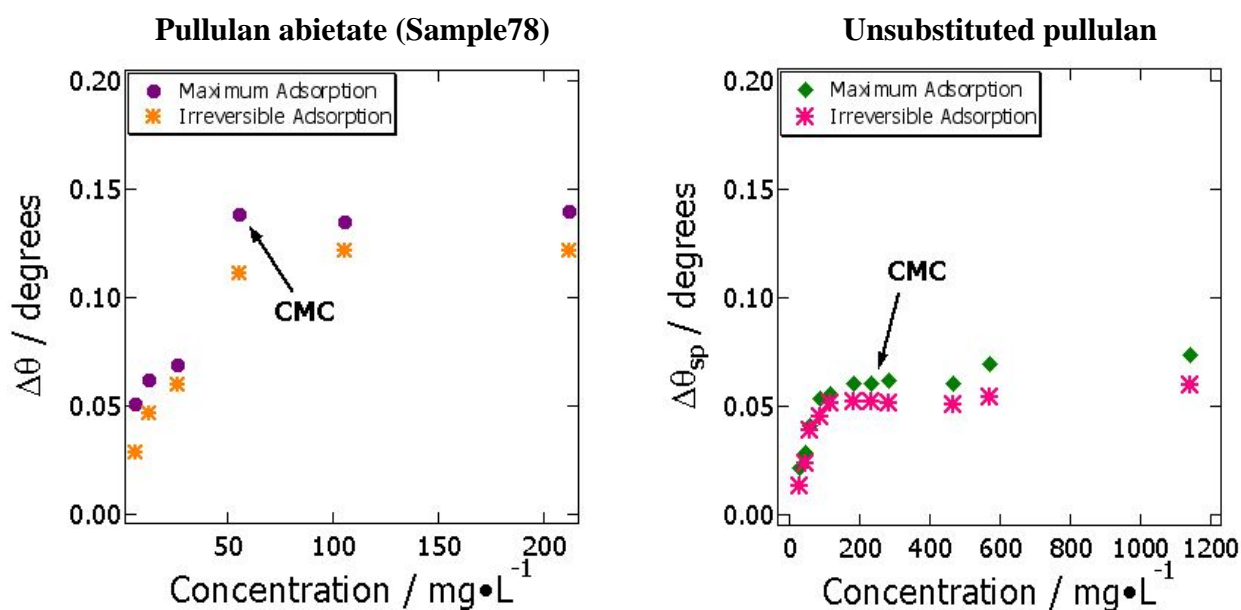 Pullulan abietate (Sample78)
0.20
0.15
0.10
0.05
0.00
Δθ / degrees
Maximum Adsorption
Irreversible Adsorption
CMC
50
100
150
200
Concentration / mg•L⁻¹
Unsubstituted pullulan
0.20
0.15
0.10
0.05
0.00
Δθsp / degrees
Maximum Adsorption
Irreversible Adsorption
CMC
0
200
400
600
800
1000
1200
Concentration / mg•L⁻¹